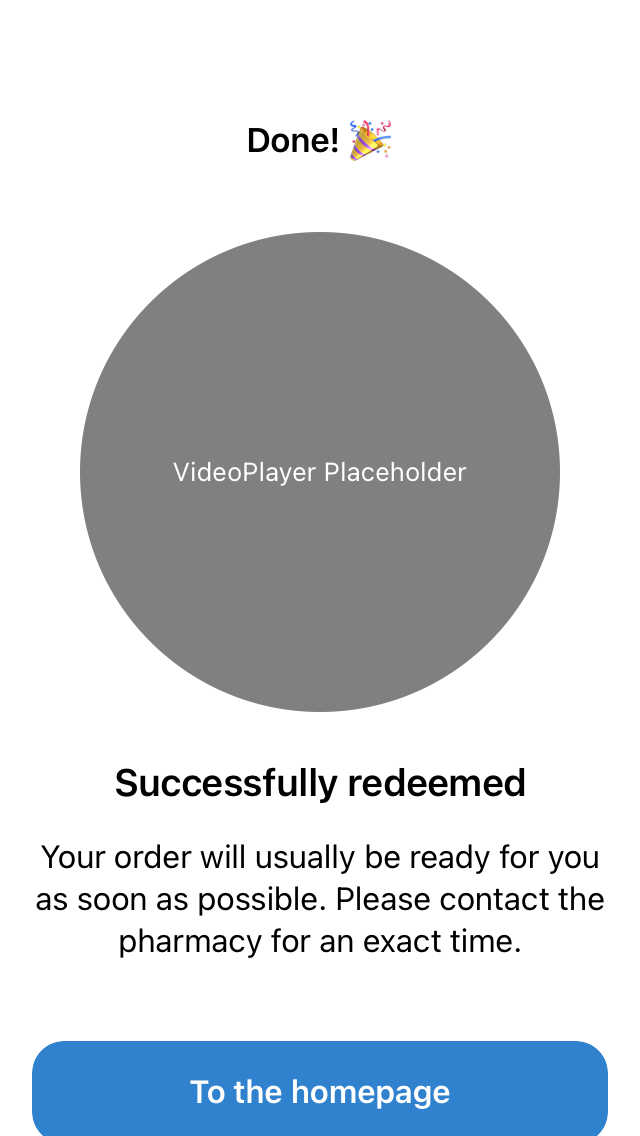 Done! 🎉
VideoPlayer Placeholder
Successfully redeemed
Your order will usually be ready for you
as soon as possible. Please contact the
pharmacy for an exact time.
To the homepage